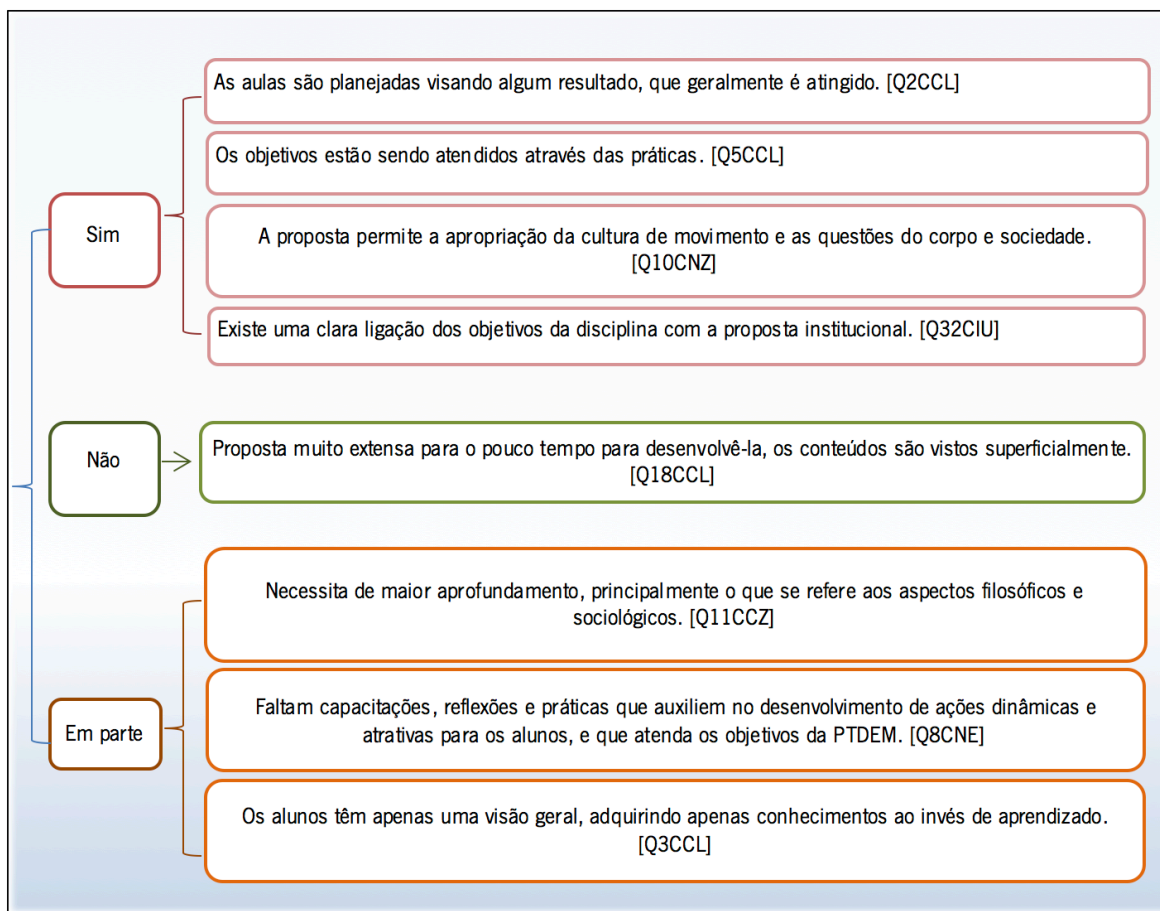 Sim
As aulas são planejadas visando algum resultado, que geralmente é atingido. [Q2CCL]
Os objetivos estão sendo atendidos através das práticas. [Q5CCL]
A proposta permite a apropriação da cultura de movimento e as questões do corpo e sociedade.
[Q10CNZ]
Existe uma clara ligação dos objetivos da disciplina com a proposta institucional. [Q32CIU]
Não
Proposta muito extensa para o pouco tempo para desenvolvê-la, os conteúdos são vistos superficialmente.
[Q18CCL]
Em parte
Necessita de maior aprofundamento, principalmente o que se refere aos aspectos filosóficos e
sociológicos. [Q11CCZ]
Faltam capacitações, reflexões e práticas que auxiliem no desenvolvimento de ações dinâmicas e
atrativas para os alunos, e que atenda os objetivos da PTDEM. [Q8CNE]
Os alunos têm apenas uma visão geral, adquirindo apenas conhecimentos ao invés de aprendizado.
[Q3CCL]